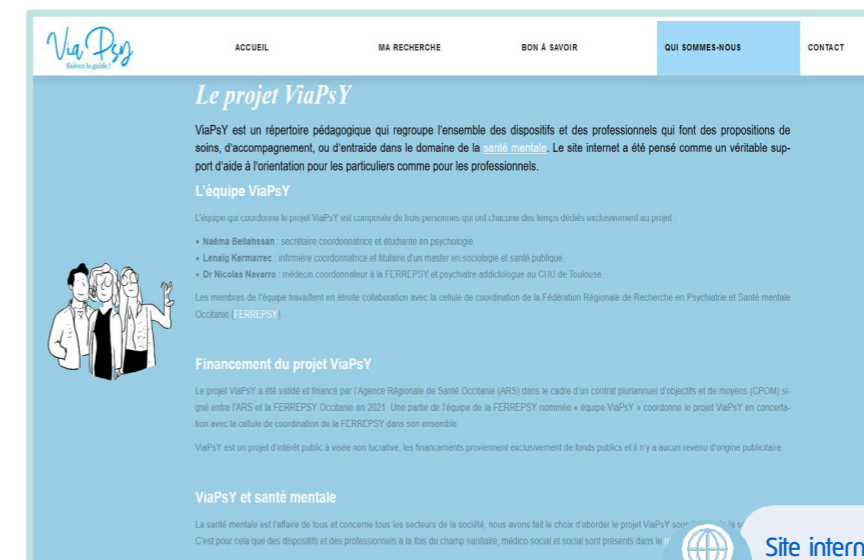 Via Psy
Suivez le guide !
ACCUEIL
MA RECHERCHE
BON À SAVOIR
QUI SOMMES-NOUS
CONTACT
Le projet ViaPsY
ViaPsY est un répertoire pédagogique qui regroupe l'ensemble des dispositifs et des professionnels qui font des propositions de
soins, d'accompagnement, ou d'entraide dans le domaine de la santé mentale. Le site internet a été pensé comme un véritable sup-
port d'aide à l'orientation pour les particuliers comme pour les professionnels.
L'équipe ViaPsY
L'équipe qui coordonne le projet ViaPsY est composée de trois personnes qui ont chacune des temps dédiés exclusivement au projet :
• Naëma Bellahssan : secrétaire coordonnatrice et étudiante en psychologie.
• Lenaïg Kermarrec : infirmière coordonnatrice et titulaire d'un master en sociologie et santé publique.
• Dr Nicolas Navarro : médecin coordonnateur à la FERREPSY et psychiatre addictologue au CHU de Toulouse.
Les membres de l'équipe travaillent en étroite collaboration avec la cellule de coordination de la Fédération Régionale de Recherche en Psychiatrie et Santé mentale
Occitanie (FERREPSY).
Financement du projet ViaPsY
Le projet ViaPsY a été validé et financé par l'Agence Régionale de Santé Occitanie (ARS) dans le cadre d'un contrat pluriannuel d'objectifs et de moyens (CPOM) si-
gné entre l'ARS et la FERREPSY Occitanie en 2021. Une partie de l'équipe de la FERREPSY nommée « équipe ViaPsY » coordonne le projet ViaPsY en concerta-
tion avec la cellule de coordination de la FERREPSY dans son ensemble.
ViaPsY est un projet d'intérêt public à visée non lucrative, les financements proviennent exclusivement de fonds publics et il n'y a aucun revenu d'origine publicitaire.
ViaPsY et santé mentale
La santé mentale est l'affaire de tous et concerne tous les secteurs de la société, nous avons fait le choix d'aborder le projet ViaPsY sous
C'est pour cela que des dispositifs et des professionnels à la fois du champ sanitaire, médico-social et social sont présents dans le
Site intern